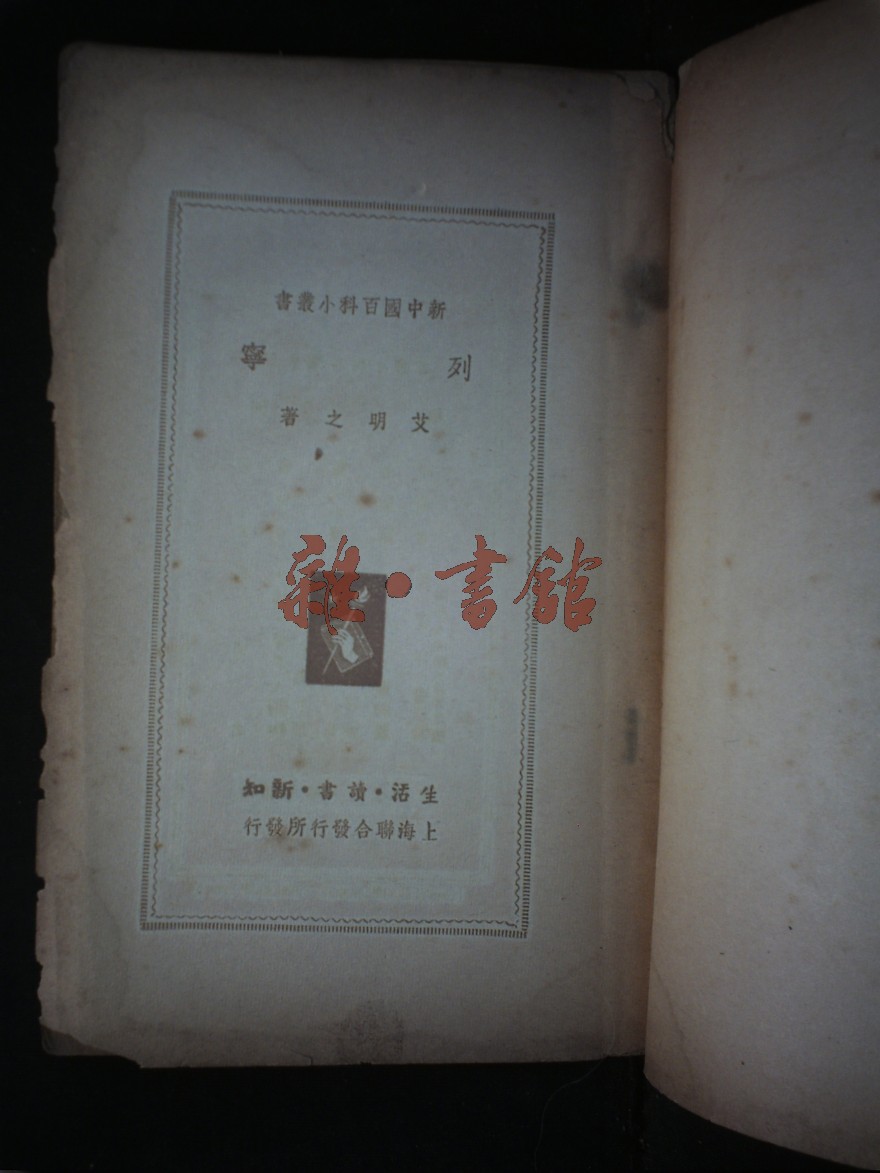 新中國百科小叢書
列寧
艾明之著
雜·書館
生活·讀書·新知
上海聯合發行所發行